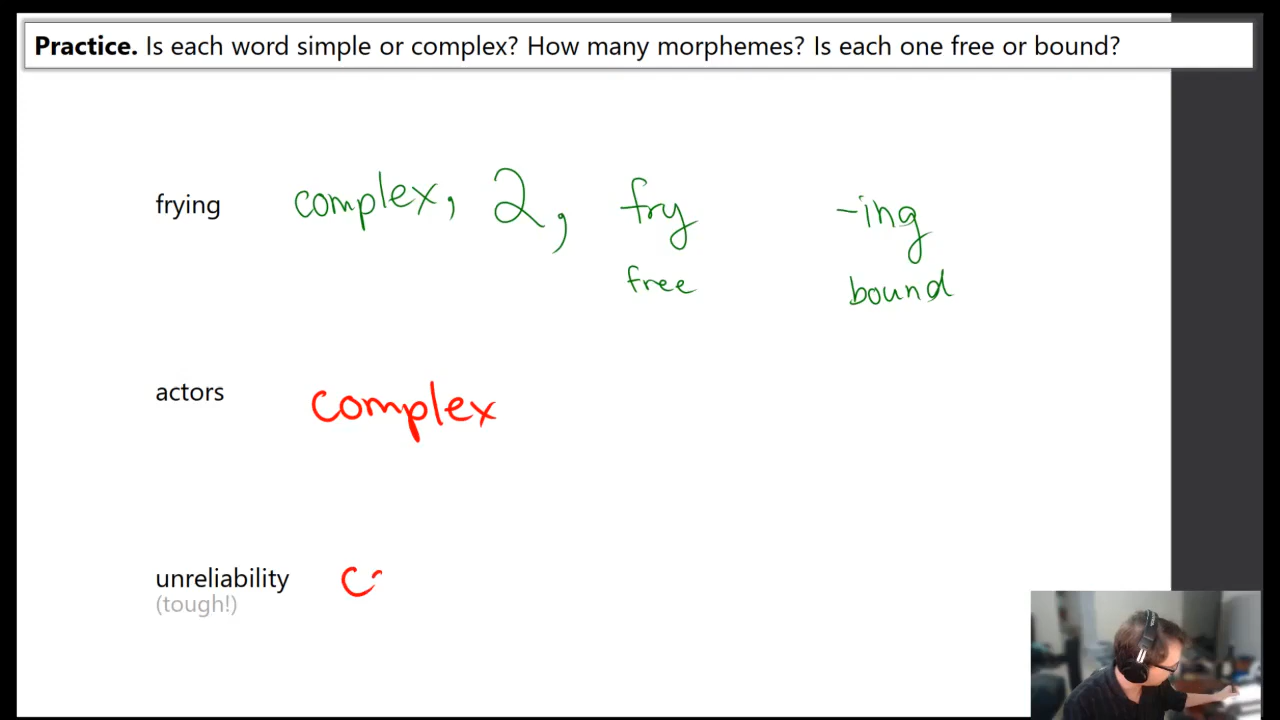 Practice. Is each word simple or complex? How many morphemes? Is each one free or bound?
frying complex, 2, fry -ing
free bound
actors complex
unreliability
(tough!)